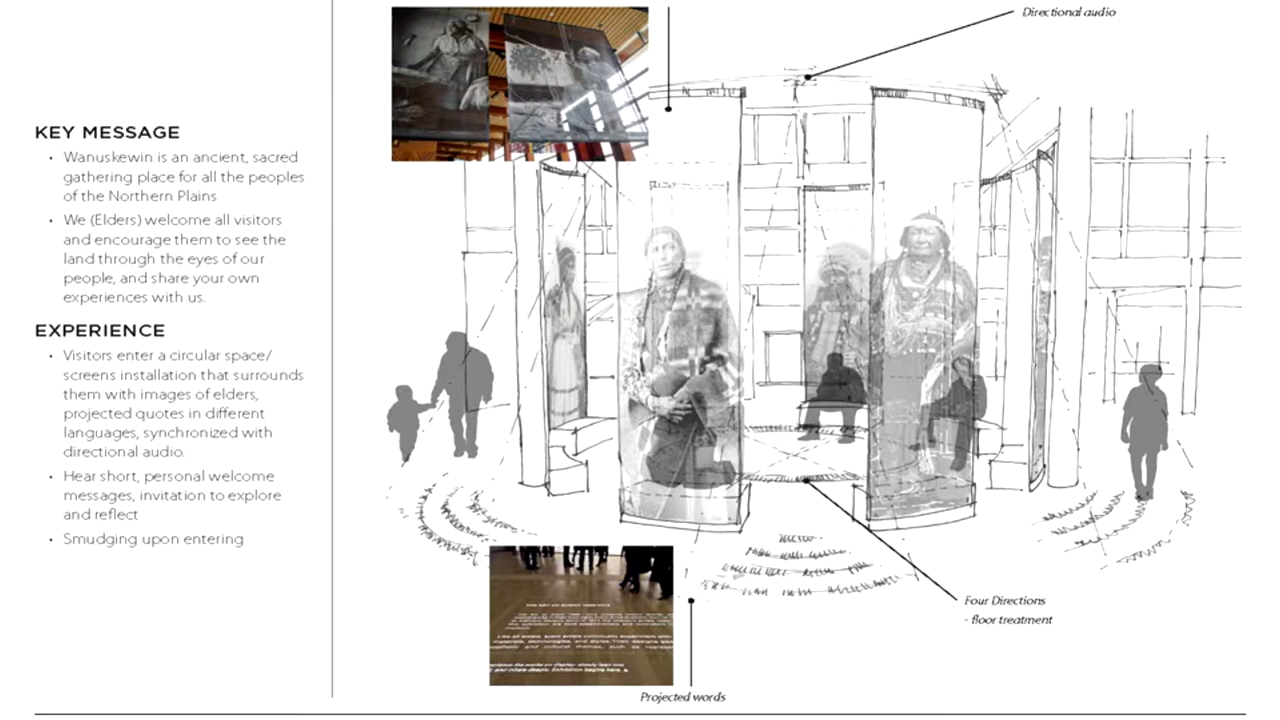 KEY MESSAGE
• Wanuskewin is an ancient, sacred
gathering place for all the peoples
of the Northern Plains
• We (Elders) welcome all visitors
and encourage them to see the
land through the eyes of our
people, and share your own
experiences with us.
EXPERIENCE
• Visitors enter a circular space/
screens installation that surrounds
them with images of elders,
projected quotes in different
languages, synchronized with
directional audio.
• Hear short, personal welcome
messages, invitation to explore
and reflect
• Smudging upon entering
Directional audio
Four Directions
- floor treatment
Projected words